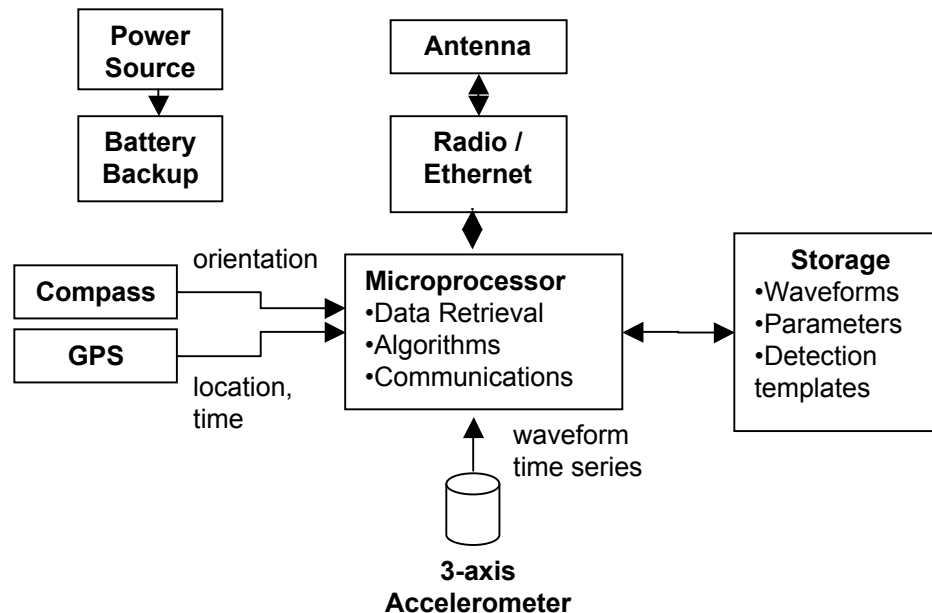 Power
Source
Battery
Backup
Antenna
Radio /
Ethernet
orientation
Compass
GPS
location,
time
Microprocessor
•Data Retrieval
•Algorithms
•Communications
Storage
•Waveforms
•Parameters
•Detection
templates
waveform
time series
3-axis
Accelerometer